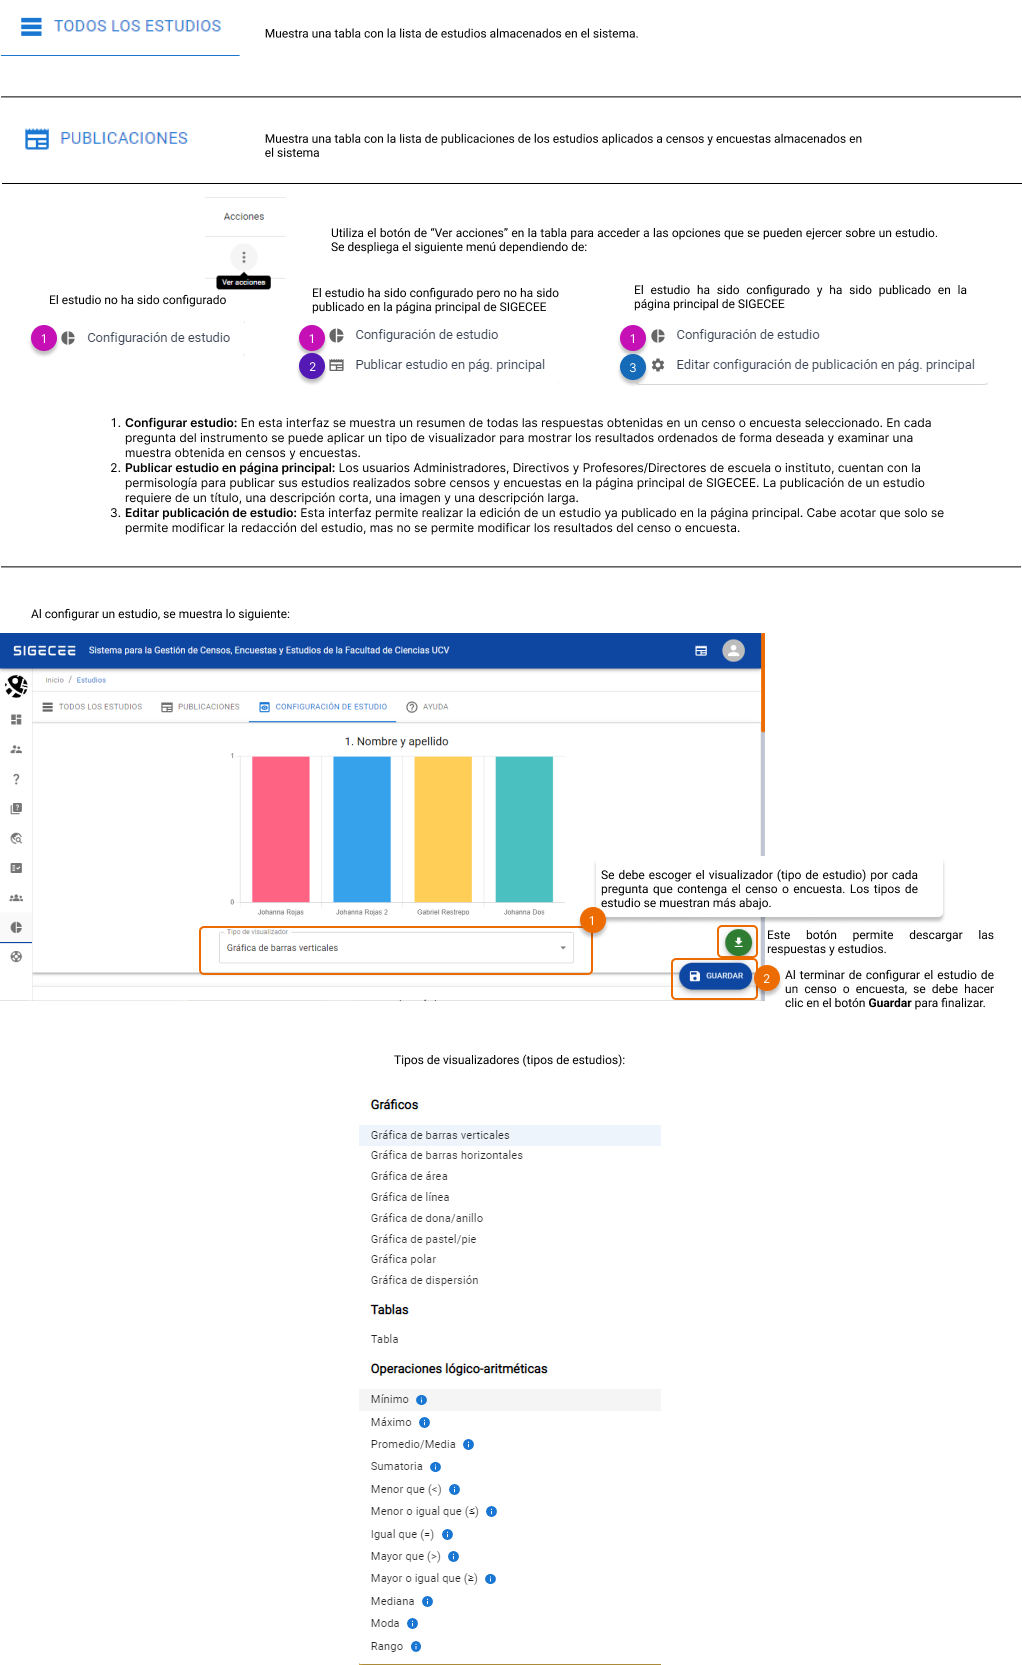 TODOS LOS ESTUDIOS
Muestra una tabla con la lista de estudios almacenados en el sistema.
PUBLICACIONES
Muestra una tabla con la lista de publicaciones de los estudios aplicados a censos y encuestas almacenados en
el sistema
Acciones
Ver acciones
Utiliza el botón de “Ver acciones” en la tabla para acceder a las opciones que se pueden ejercer sobre un estudio.
Se despliega el siguiente menú dependiendo de:
El estudio no ha sido configurado
1 Configuración de estudio
El estudio ha sido configurado pero no ha sido
publicado en la página principal de SIGECEE
1 Configuración de estudio
2 Publicar estudio en pág. principal
El estudio ha sido configurado y ha sido publicado en la
página principal de SIGECEE
1 Configuración de estudio
3 Editar configuración de publicación en pág. principal
1. Configurar estudio: En esta interfaz se muestra un resumen de todas las respuestas obtenidas en un censo o encuesta seleccionado. En cada
pregunta del instrumento se puede aplicar un tipo de visualizador para mostrar los resultados ordenados de forma deseada y examinar una
muestra obtenida en censos y encuestas.
2. Publicar estudio en página principal: Los usuarios Administradores, Directivos y Profesores/Directores de escuela o instituto, cuentan con la
permisología para publicar sus estudios realizados sobre censos y encuestas en la página principal de SIGECEE. La publicación de un estudio
requiere de un título, una descripción corta, una imagen y una descripción larga.
3. Editar publicación de estudio: Esta interfaz permite realizar la edición de un estudio ya publicado en la página principal. Cabe acotar que solo se
permite modificar la redacción del estudio, mas no se permite modificar los resultados del censo o encuesta.
Al configurar un estudio, se muestra lo siguiente:
SIGECEE Sistema para la Gestión de Censos, Encuestas y Estudios de la Facultad de Ciencias UCV
Inicio / Estudios
TODOS LOS ESTUDIOS PUBLICACIONES CONFIGURACIÓN DE ESTUDIO AYUDA
1. Nombre y apellido
1
0
Johanna Rojas Johanna Rojas 2 Gabriel Restrepo Johanna Dos
Tipo de visualizador
Gráfica de barras verticales
1
Se debe escoger el visualizador (tipo de estudio) por cada
pregunta que contenga el censo o encuesta. Los tipos de
estudio se muestran más abajo.
Este botón permite descargar las
respuestas y estudios.
GUARDAR
2
Al terminar de configurar el estudio de
un censo o encuesta, se debe hacer
clic en el botón Guardar para finalizar.
Tipos de visualizadores (tipos de estudios):
Gráficos
Gráfica de barras verticales
Gráfica de barras horizontales
Gráfica de área
Gráfica de línea
Gráfica de dona/anillo
Gráfica de pastel/pie
Gráfica polar
Gráfica de dispersión
Tablas
Tabla
Operaciones lógico-aritméticas
Mínimo
Máximo
Promedio/Media
Sumatoria
Menor que (<)
Menor o igual que (≤)
Igual que (=)
Mayor que (>)
Mayor o igual que (≥)
Mediana
Moda
Rango